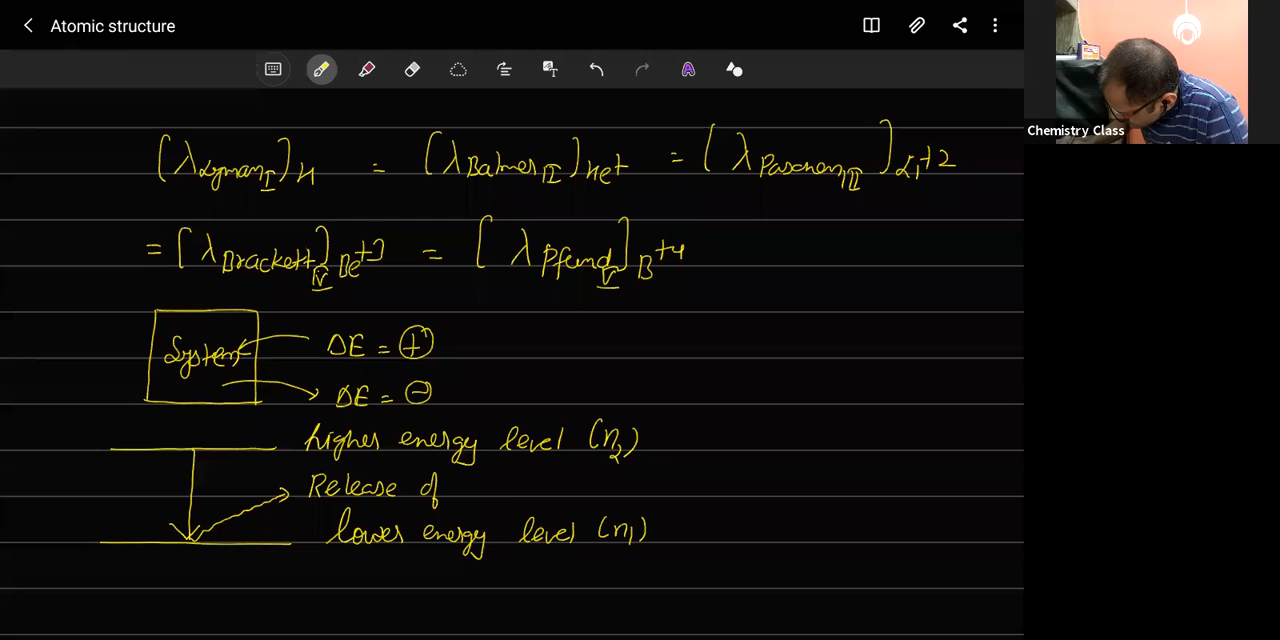 Atomic structure
Chemistry Class
[λLyman I]H = [λBalmer II]He+ = [λPaschen III]Li+2
= [λBrackett IV]Be+3 = [λPfund V]B+4
System ΔE = +
ΔE = -
higher energy level (n2)
Release of
lower energy level (n1)